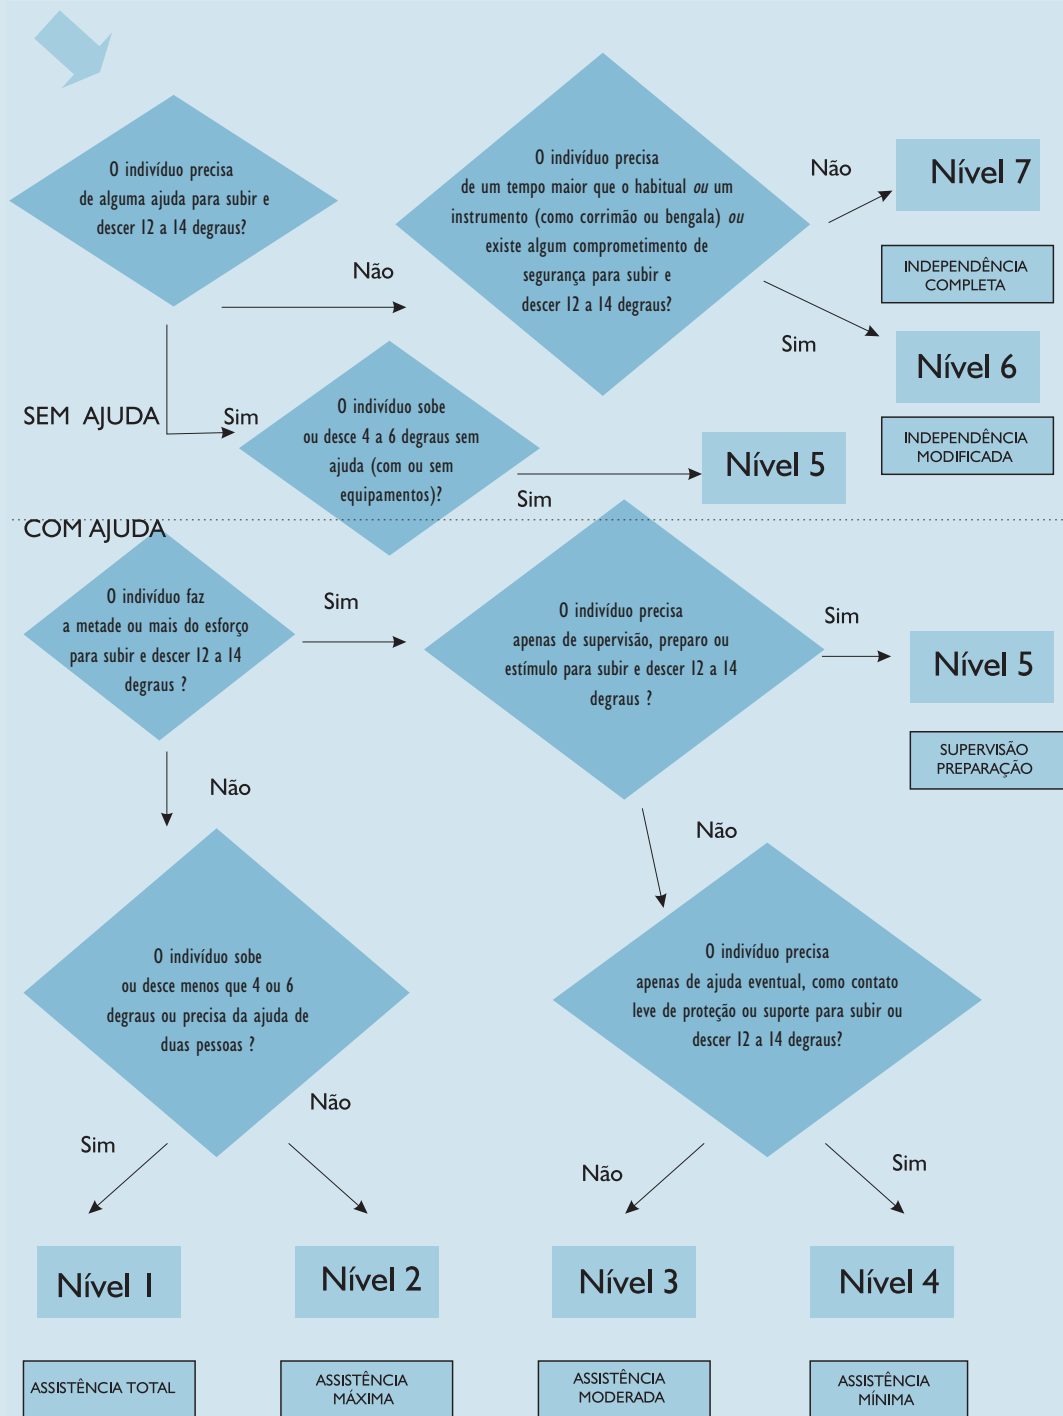 O indivíduo precisa
de alguma ajuda para subir e
descer 12 a 14 degraus?
Não
O indivíduo precisa
de um tempo maior que o habitual ou um
instrumento (como corrimão ou bengala) ou
existe algum comprometimento de
segurança para subir e
descer 12 a 14 degraus?
Não
Nível 7
INDEPENDÊNCIA
COMPLETA
Sim
Nível 6
INDEPENDÊNCIA
MODIFICADA
SEM AJUDA
Sim
O indivíduo sobe
ou desce 4 a 6 degraus sem
ajuda (com ou sem
equipamentos)?
Sim
Nível 5
COM AJUDA
O indivíduo faz
a metade ou mais do esforço
para subir e descer 12 a 14
degraus ?
Sim
O indivíduo precisa
apenas de supervisão, preparo ou
estímulo para subir e descer 12 a 14
degraus ?
Sim
Nível 5
SUPERVISÃO
PREPARAÇÃO
Não
Não
O indivíduo sobe
ou desce menos que 4 ou 6
degraus ou precisa da ajuda de
duas pessoas ?
O indivíduo precisa
apenas de ajuda eventual, como contato
leve de proteção ou suporte para subir ou
descer 12 a 14 degraus?
Sim
Não
Não
Sim
Nível 1
Nível 2
Nível 3
Nível 4
ASSISTÊNCIA TOTAL
ASSISTÊNCIA
MÁXIMA
ASSISTÊNCIA
MODERADA
ASSISTÊNCIA
MÍNIMA